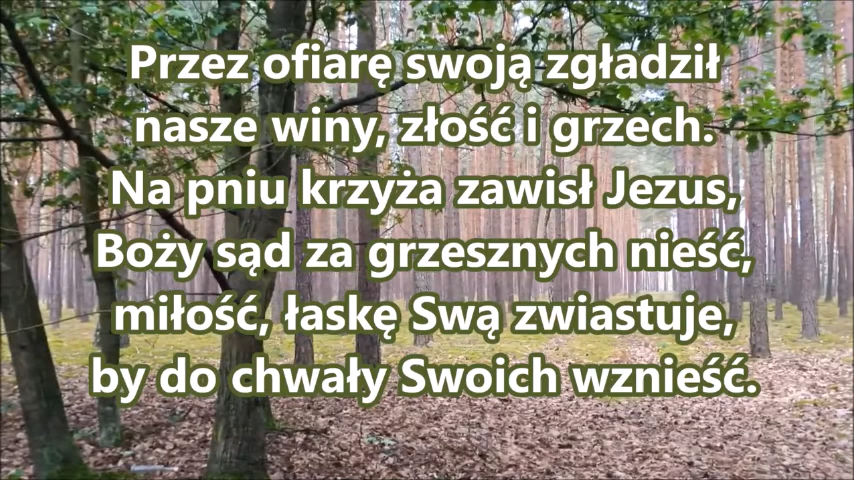 Przez ofiarę swoją zgładził
nasze winy, złość i grzech.
Na pniu krzyża zawisł Jezus,
Boży sąd za grzesznych nieść,
miłość, łaskę Swą zwiastuje,
by do chwały Swoich wznieść.